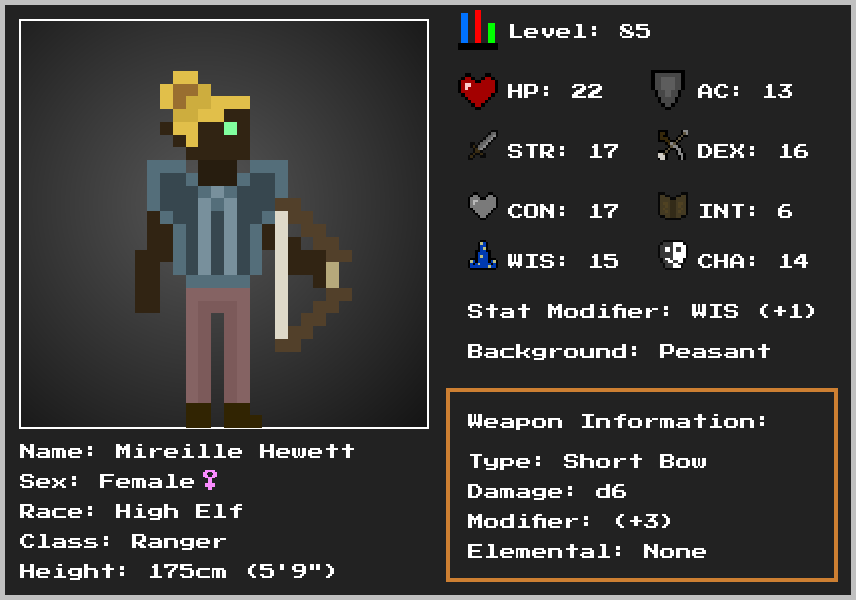 Level: 85
HP: 22 AC: 13
STR: 17 DEX: 16
CON: 17 INT: 6
WIS: 15 CHA: 14
Stat Modifier: WIS (+1)
Background: Peasant
Weapon Information:
Type: Short Bow
Damage: d6
Modifier: (+3)
Elemental: None
Name: Mireille Hewett
Sex: Female♀
Race: High Elf
Class: Ranger
Height: 175cm (5'9")